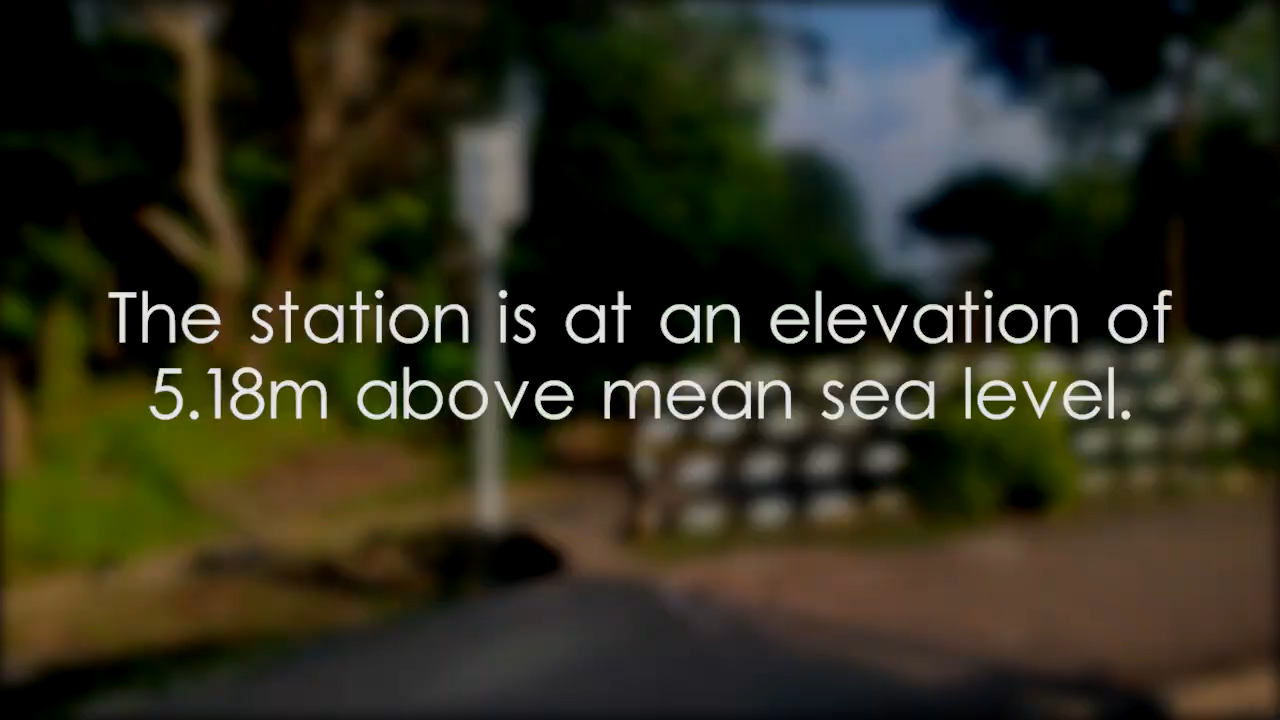 The station is at an elevation of
5.18m above mean sea level.